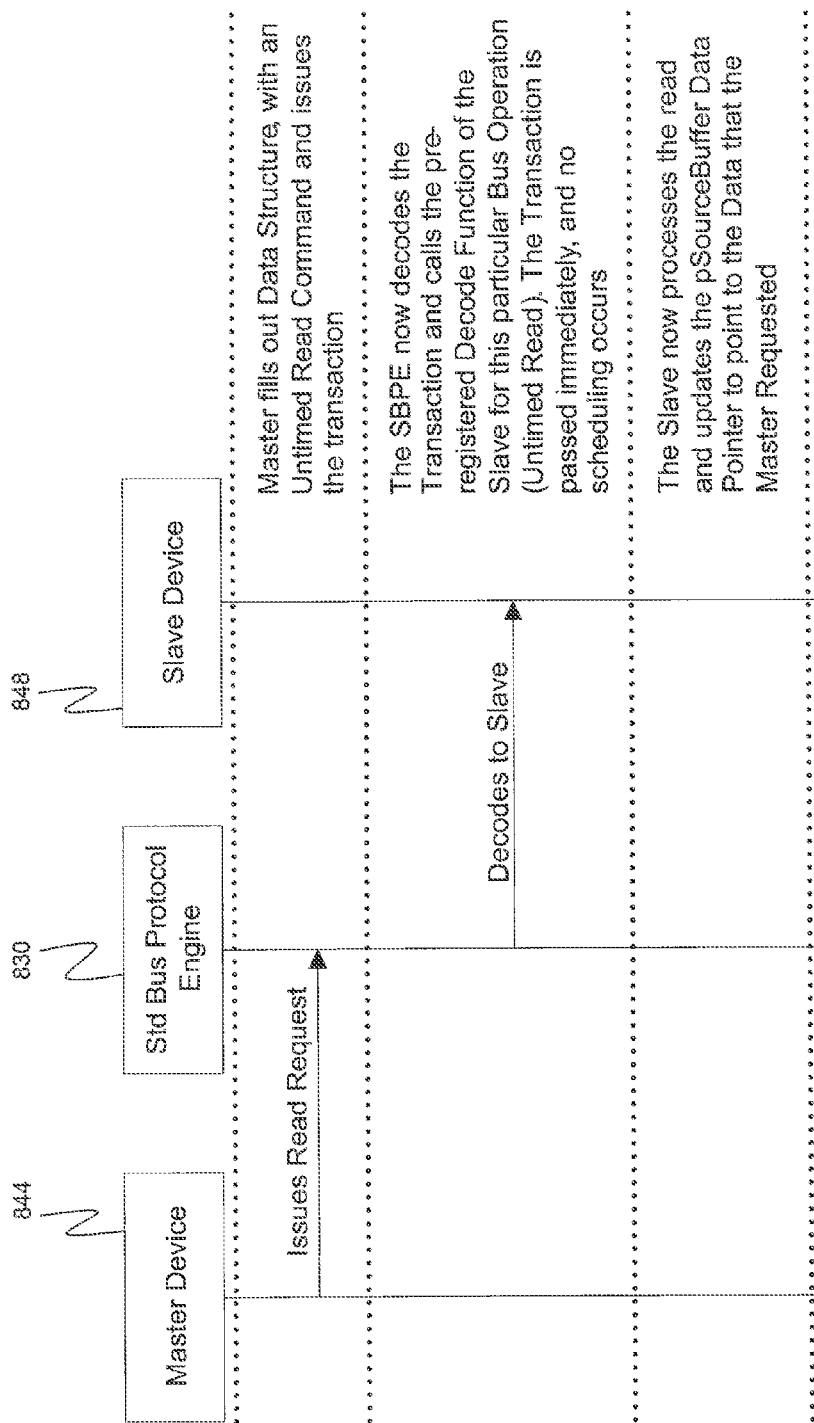 844
830
848
Master Device
Std Bus Protocol
Engine
Slave Device
Issues Read Request
Master fills out Data Structure, with an
Untimed Read Command and issues
the transaction
Decodes to Slave
The SBPE now decodes the
Transaction and calls the pre-
registered Decode Function of the
Slave for this particular Bus Operation
(Untimed Read). The Transaction is
passed immediately, and no
scheduling occurs
The Slave now processes the read
and updates the pSourceBuffer Data
Pointer to point to the Data that the
Master Requested